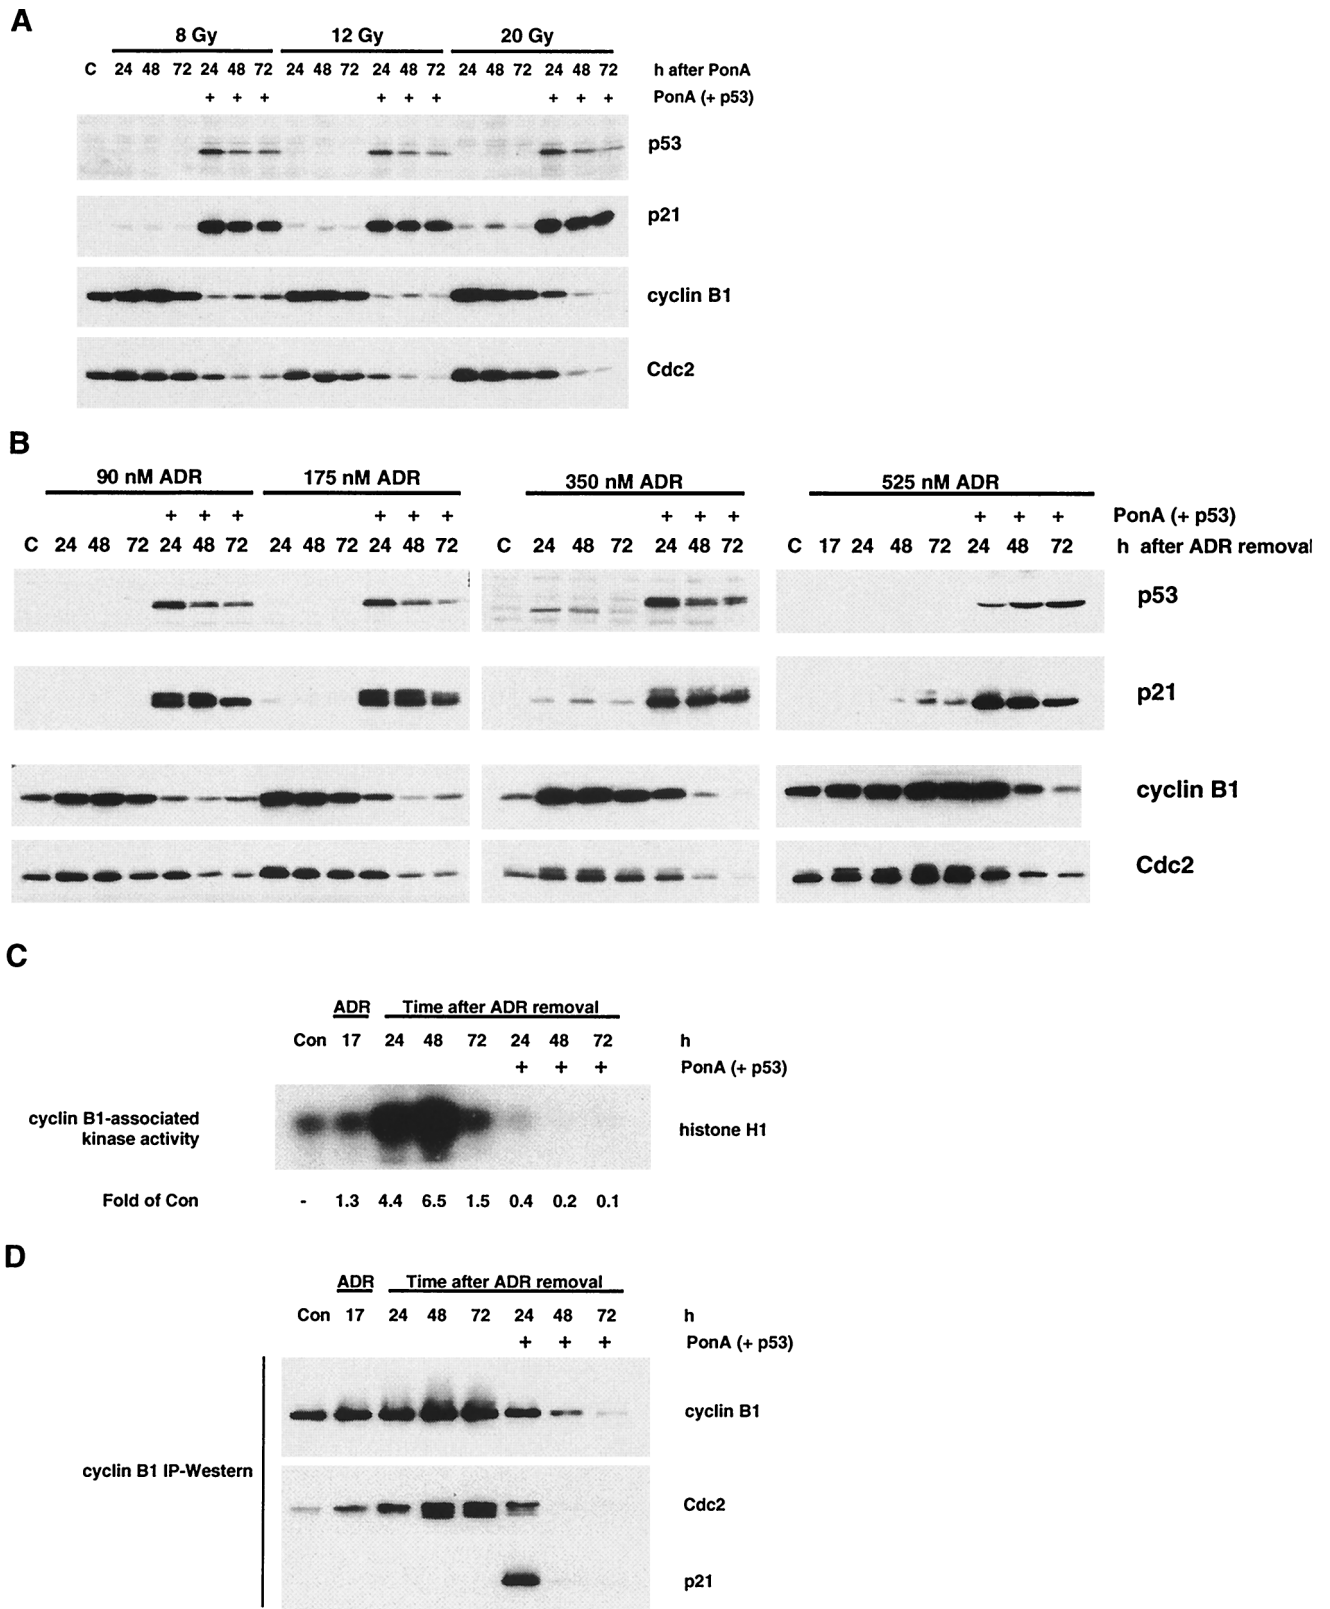 A
8 Gy 12 Gy 20 Gy
C 24 48 72 24 48 72 24 48 72 24 48 72 24 48 72 24 48 72 h after PonA
+ + + + + + + + + PonA (+ p53)
p53
p21
cyclin B1
Cdc2
B
90 nM ADR 175 nM ADR 350 nM ADR 525 nM ADR
+ + + + + + + + + + + + PonA (+ p53)
C 24 48 72 24 48 72 24 48 72 24 48 72 C 24 48 72 24 48 72 C 17 24 48 72 24 48 72 h after ADR removal
p53
p21
cyclin B1
Cdc2
C
ADR Time after ADR removal
Con 17 24 48 72 24 48 72 h
+ + + PonA (+ p53)
cyclin B1-associated
kinase activity
histone H1
Fold of Con - 1.3 4.4 6.5 1.5 0.4 0.2 0.1
D
ADR Time after ADR removal
Con 17 24 48 72 24 48 72 h
+ + + PonA (+ p53)
cyclin B1
cyclin B1 IP-Western
Cdc2
p21